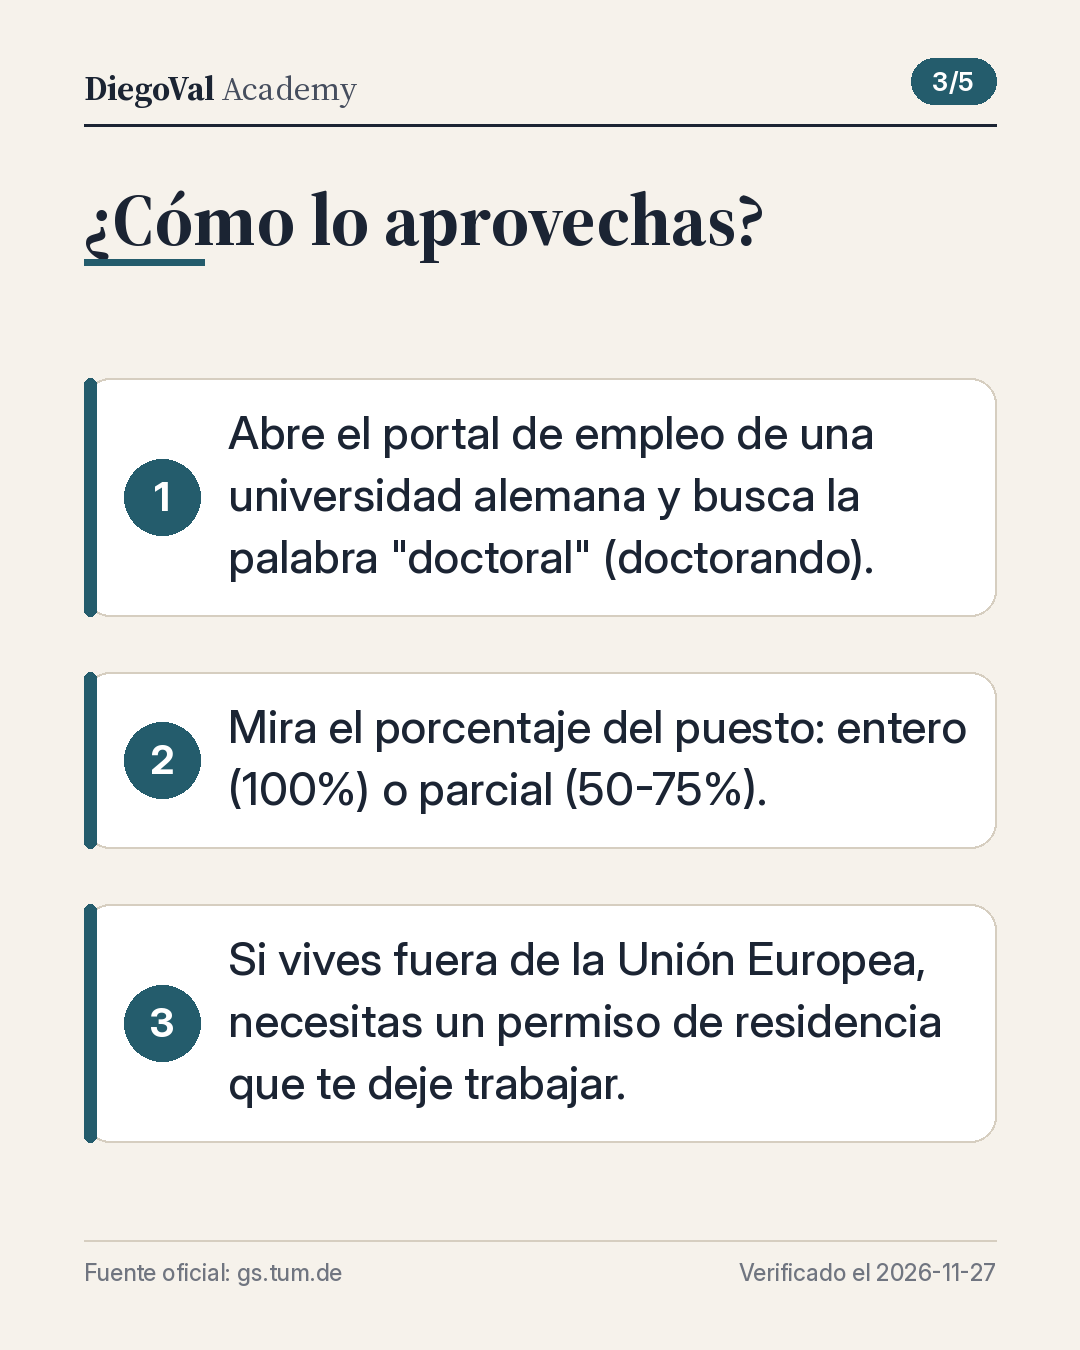 DiegoVal Academy
3/5
¿Cómo lo aprovechas?
1
Abre el portal de empleo de una
universidad alemana y busca la
palabra "doctoral" (doctorando).
2
Mira el porcentaje del puesto: entero
(100%) o parcial (50-75%).
3
Si vives fuera de la Unión Europea,
necesitas un permiso de residencia
que te deje trabajar.
Fuente oficial: gs.tum.de
Verificado el 2026-11-27